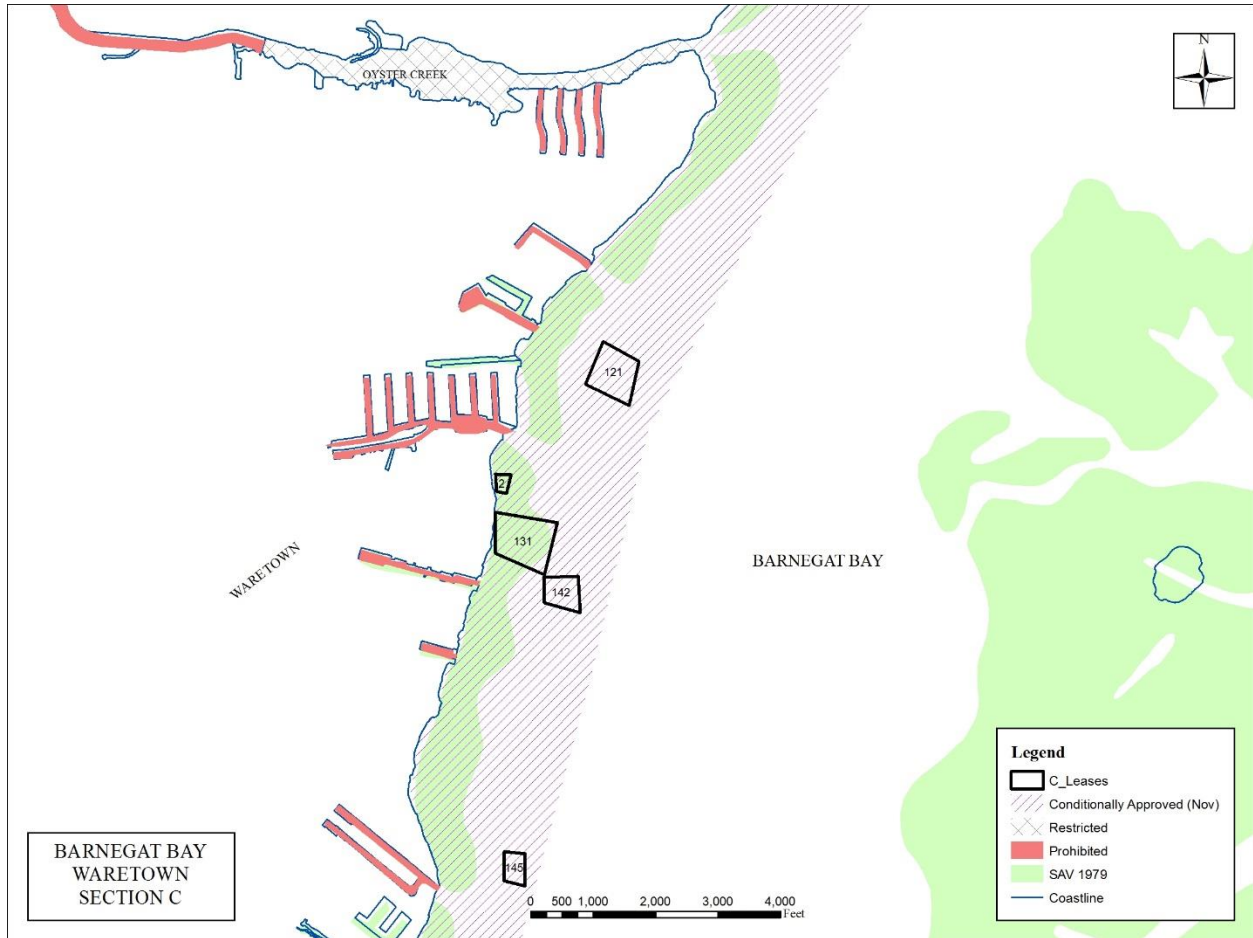 N
OYSTER CREEK
121
2
131
142
WARETOWN
BARNEGAT BAY
145
Legend
C_Leases
Conditionally Approved (Nov)
Restricted
Prohibited
SAV 1979
Coastline
BARNEGAT BAY
WARETOWN
SECTION C
0 500 1,000 2,000 3,000 4,000
Feet